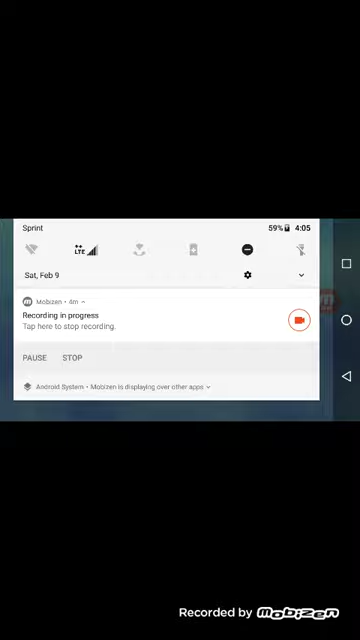 Sprint
59% 4:05
LTE
Sat, Feb 9
Mobizen • 4m
Recording in progress
Tap here to stop recording.
PAUSE STOP
Android System • Mobizen is displaying over other apps
Recorded by Mobizen